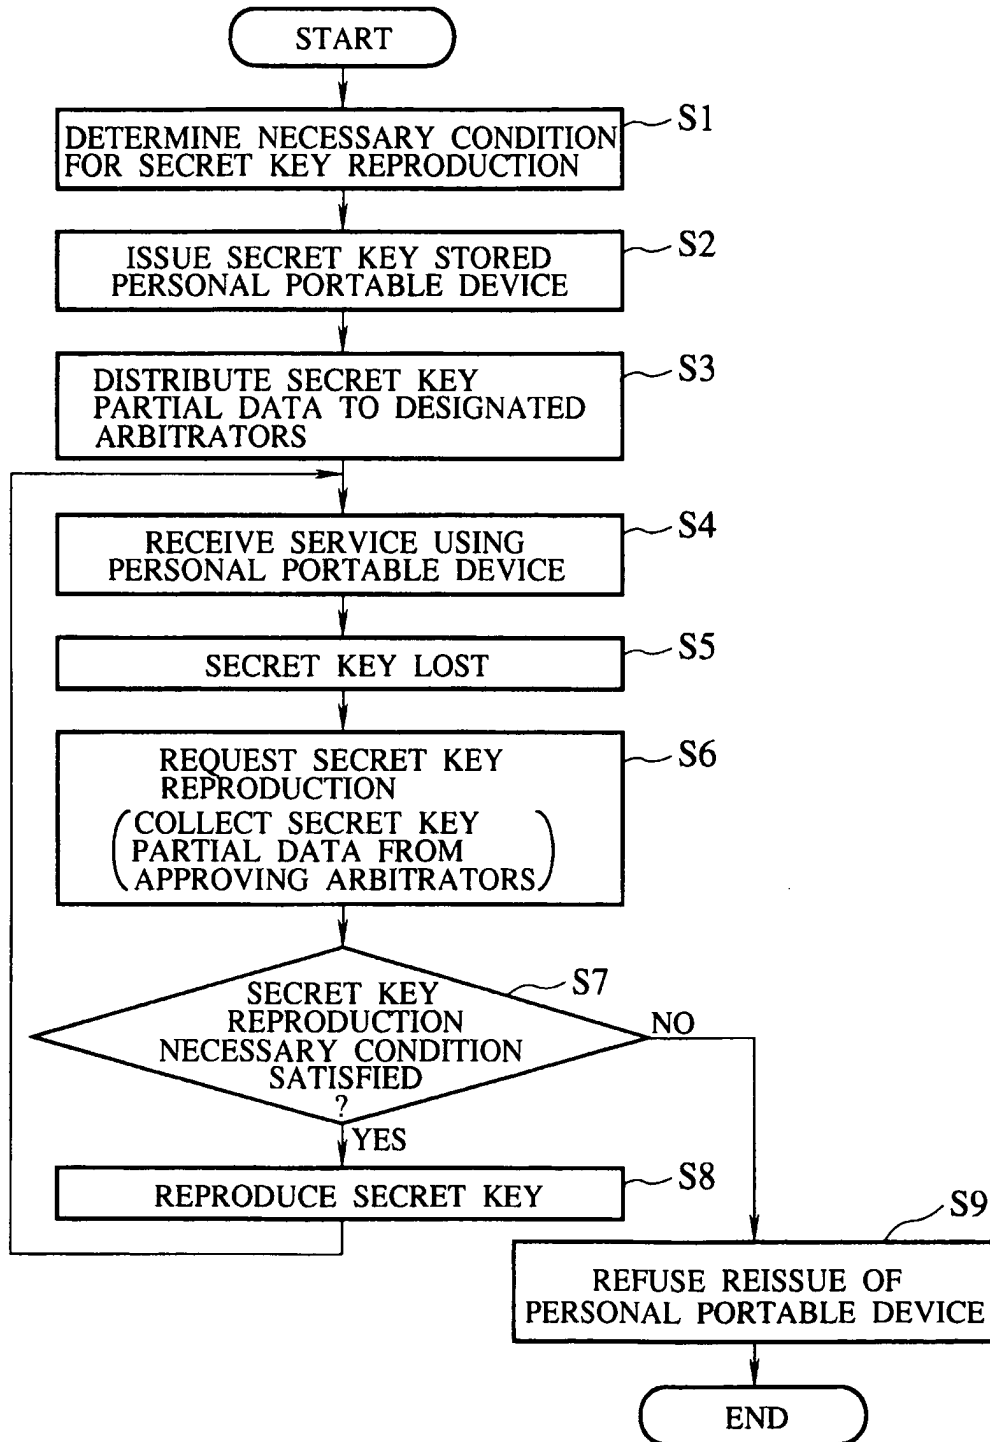 START
DETERMINE NECESSARY CONDITION
FOR SECRET KEY REPRODUCTION
S1
ISSUE SECRET KEY STORED
PERSONAL PORTABLE DEVICE
S2
DISTRIBUTE SECRET KEY
PARTIAL DATA TO DESIGNATED
ARBITRATORS
S3
RECEIVE SERVICE USING
PERSONAL PORTABLE DEVICE
S4
SECRET KEY LOST
S5
REQUEST SECRET KEY
REPRODUCTION
(COLLECT SECRET KEY
PARTIAL DATA FROM
APPROVING ARBITRATORS)
S6
SECRET KEY
REPRODUCTION
NECESSARY CONDITION
SATISFIED
?
S7
NO
YES
REPRODUCE SECRET KEY
S8
S9
REFUSE REISSUE OF
PERSONAL PORTABLE DEVICE
END